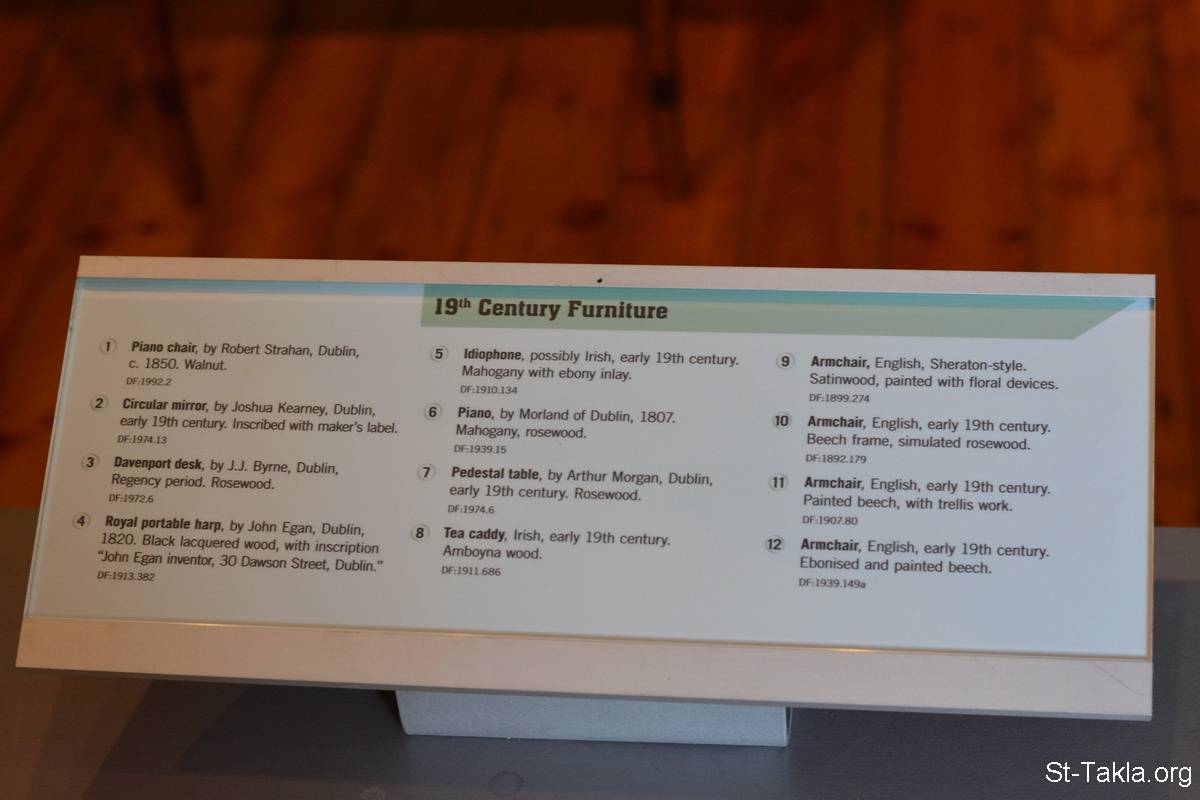 19th Century Furniture
1 Piano chair, by Robert Strahan, Dublin,
c. 1850. Walnut.
DF:1992.2
2 Circular mirror, by Joshua Kearney, Dublin,
early 19th century. Inscribed with maker's label.
DF:1974.13
3 Davenport desk, by J.J. Byrne, Dublin,
Regency period. Rosewood.
DF:1972.6
4 Royal portable harp, by John Egan, Dublin,
1820. Black lacquered wood, with inscription
"John Egan inventor, 30 Dawson Street, Dublin."
DF:1913.382
5 Idiophone, possibly Irish, early 19th century.
Mahogany with ebony inlay.
DF:1910.134
6 Piano, by Morland of Dublin, 1807.
Mahogany, rosewood.
DF:1939.15
7 Pedestal table, by Arthur Morgan, Dublin,
early 19th century. Rosewood.
DF:1974.6
8 Tea caddy, Irish, early 19th century.
Amboyna wood.
DF:1911.686
9 Armchair, English, Sheraton-style.
Satinwood, painted with floral devices.
DF:1899.274
10 Armchair, English, early 19th century.
Beech frame, simulated rosewood.
DF:1892.179
11 Armchair, English, early 19th century.
Painted beech, with trellis work.
DF:1907.80
12 Armchair, English, early 19th century.
Ebonised and painted beech.
DF:1939.149a
St-Takla.org